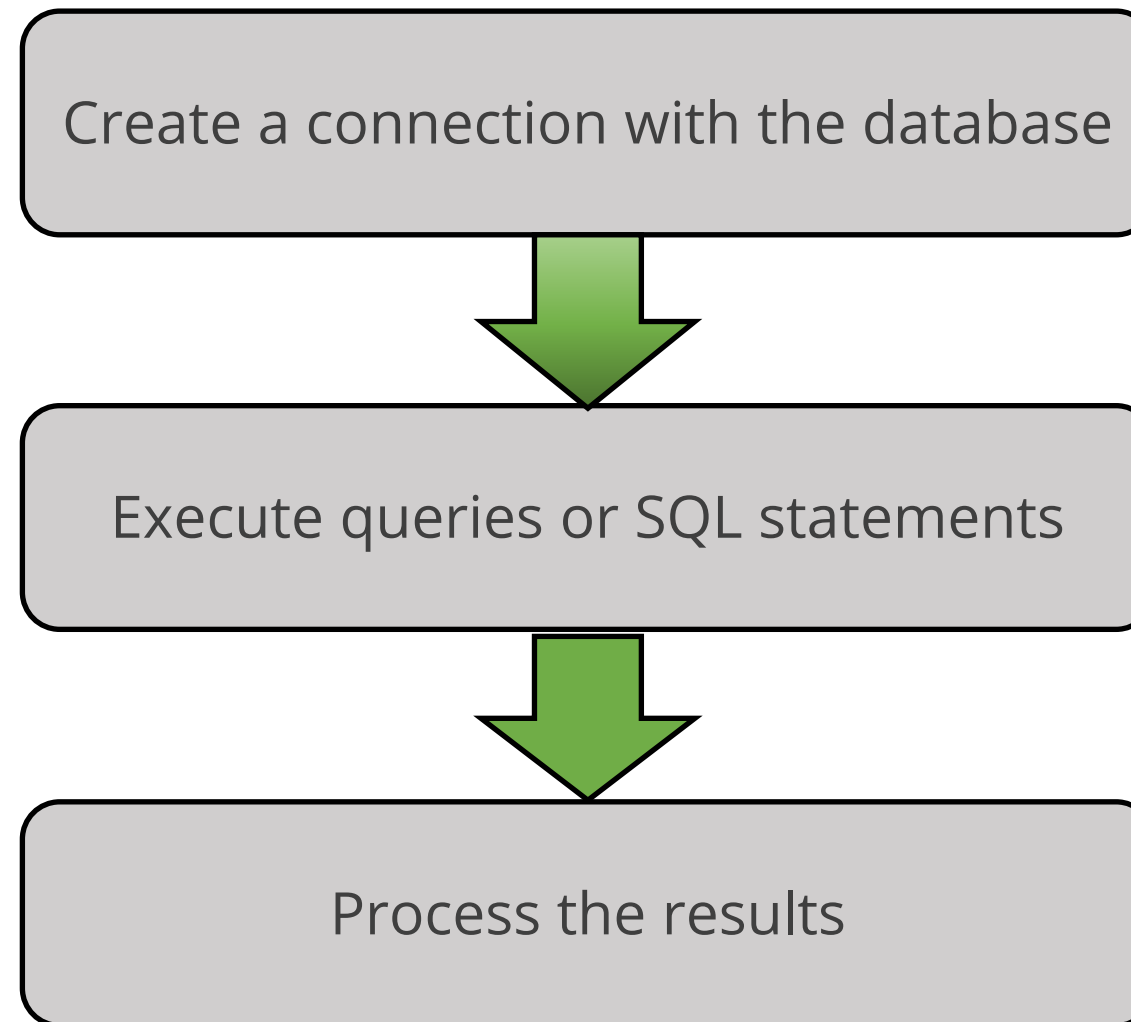 Create a connection with the database
Execute queries or SQL statements
Process the results